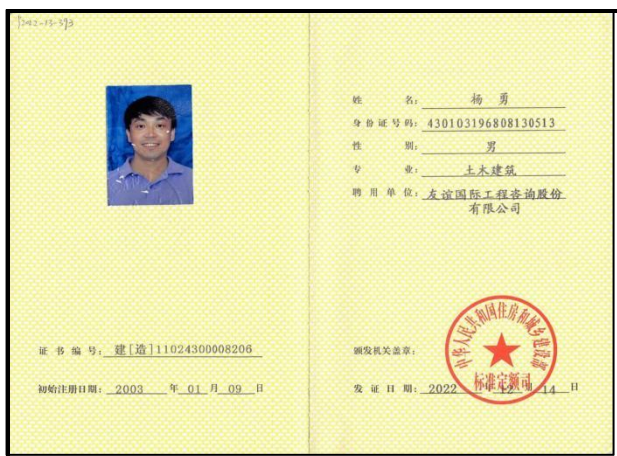 姓 名: 杨 勇
身份证号码: 430103196808130513
性 别: 男
专 业: 土木建筑
聘用单位: 友谊国际工程咨询股份
有限公司
证书编号: 建[造]11024300008206
初始注册日期: 2003 年 01 月 09 日
颁发机关盖章:
中华人民共和国住房和城乡建设部
标准定额司
发证日期: 2022 年 12 月 14 日